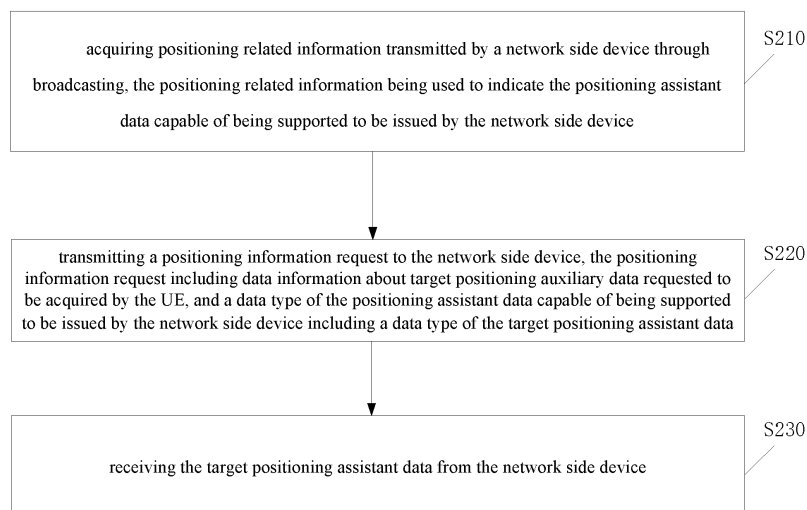 acquiring positioning related information transmitted by a network side device through
broadcasting, the positioning related information being used to indicate the positioning assistant
data capable of being supported to be issued by the network side device
S210
transmitting a positioning information request to the network side device, the positioning
information request including data information about target positioning auxiliary data requested to
be acquired by the UE, and a data type of the positioning assistant data capable of being supported
to be issued by the network side device including a data type of the target positioning assistant data
S220
receiving the target positioning assistant data from the network side device
S230